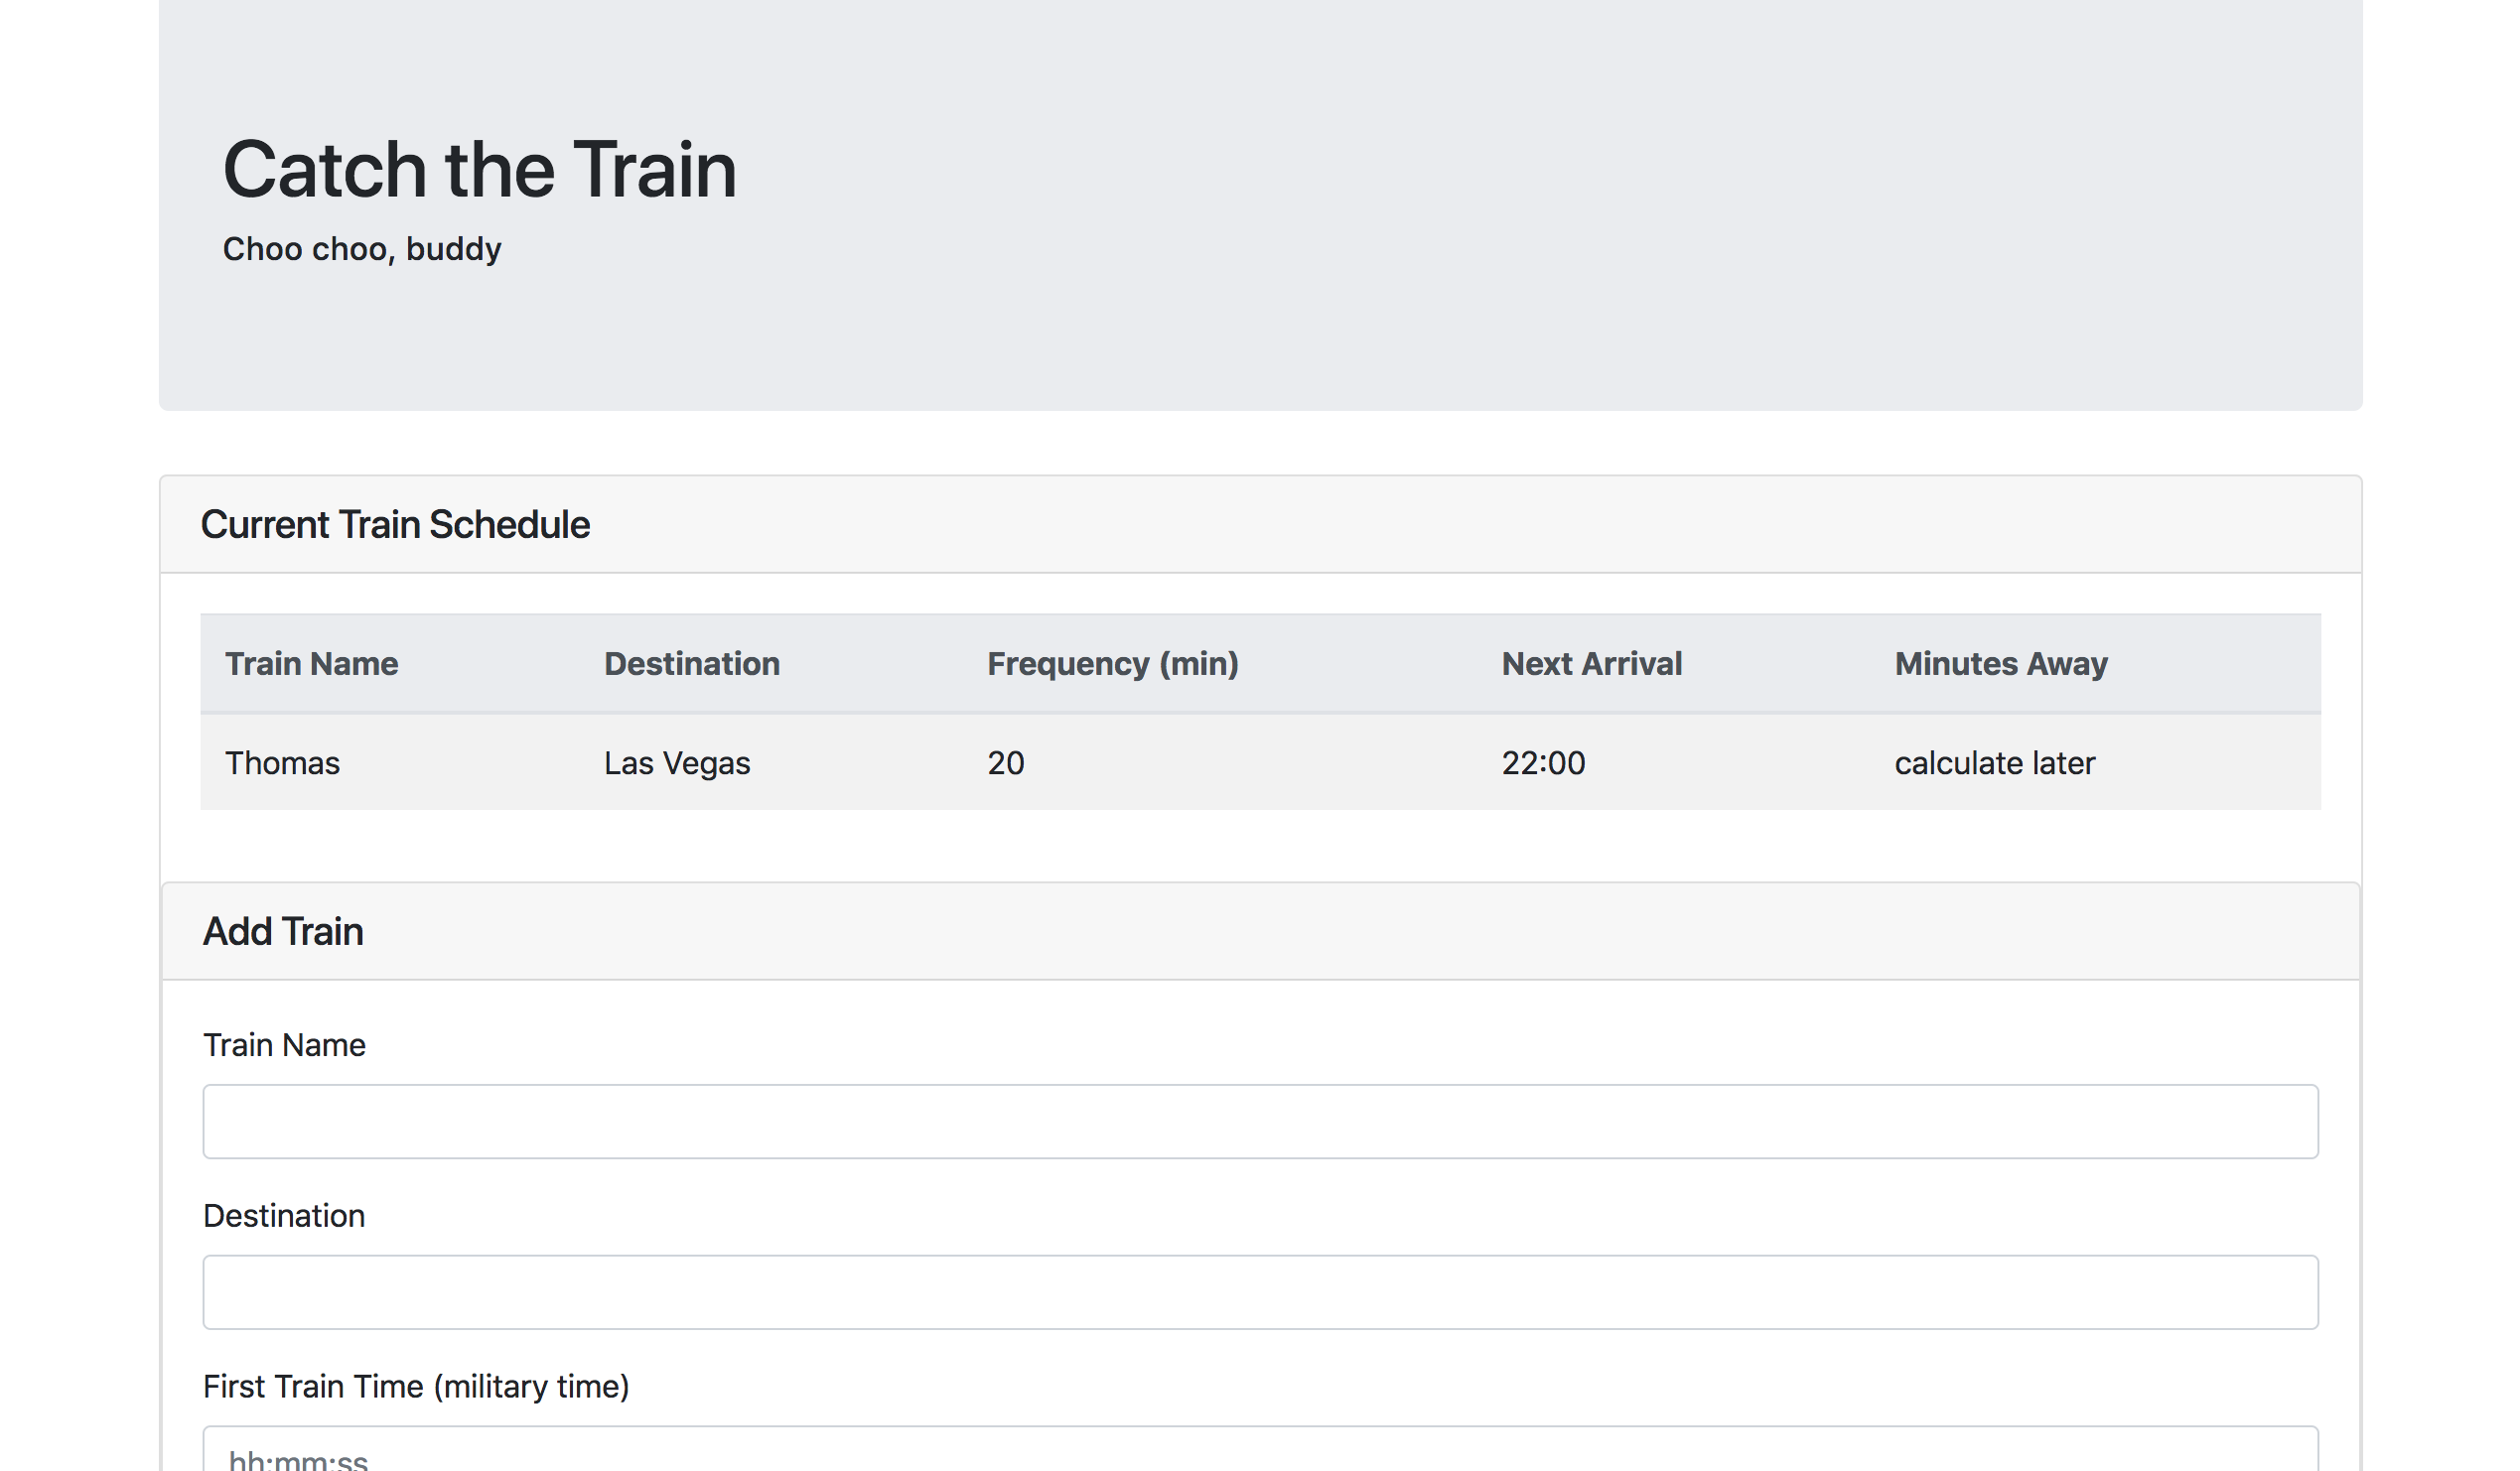 Catch the Train
Choo choo, buddy
Current Train Schedule
Train Name Destination Frequency (min) Next Arrival Minutes Away
Thomas Las Vegas 20 22:00 calculate later
Add Train
Train Name
Destination
First Train Time (military time)
hh:mm:ss